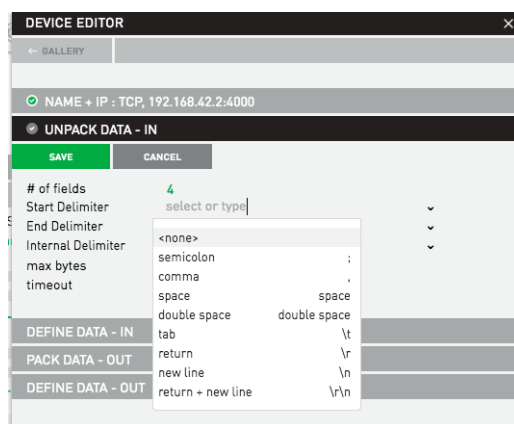 DEVICE EDITOR ×
← GALLERY
NAME + IP : TCP, 192.168.42.2:4000
UNPACK DATA - IN
SAVE CANCEL
# of fields 4
Start Delimiter select or type
End Delimiter
Internal Delimiter
max bytes
timeout
<none>
semicolon ;
comma ,
space space
double space double space
tab \t
return \r
new line \n
return + new line \r\n
DEFINE DATA - IN
PACK DATA - OUT
DEFINE DATA - OUT